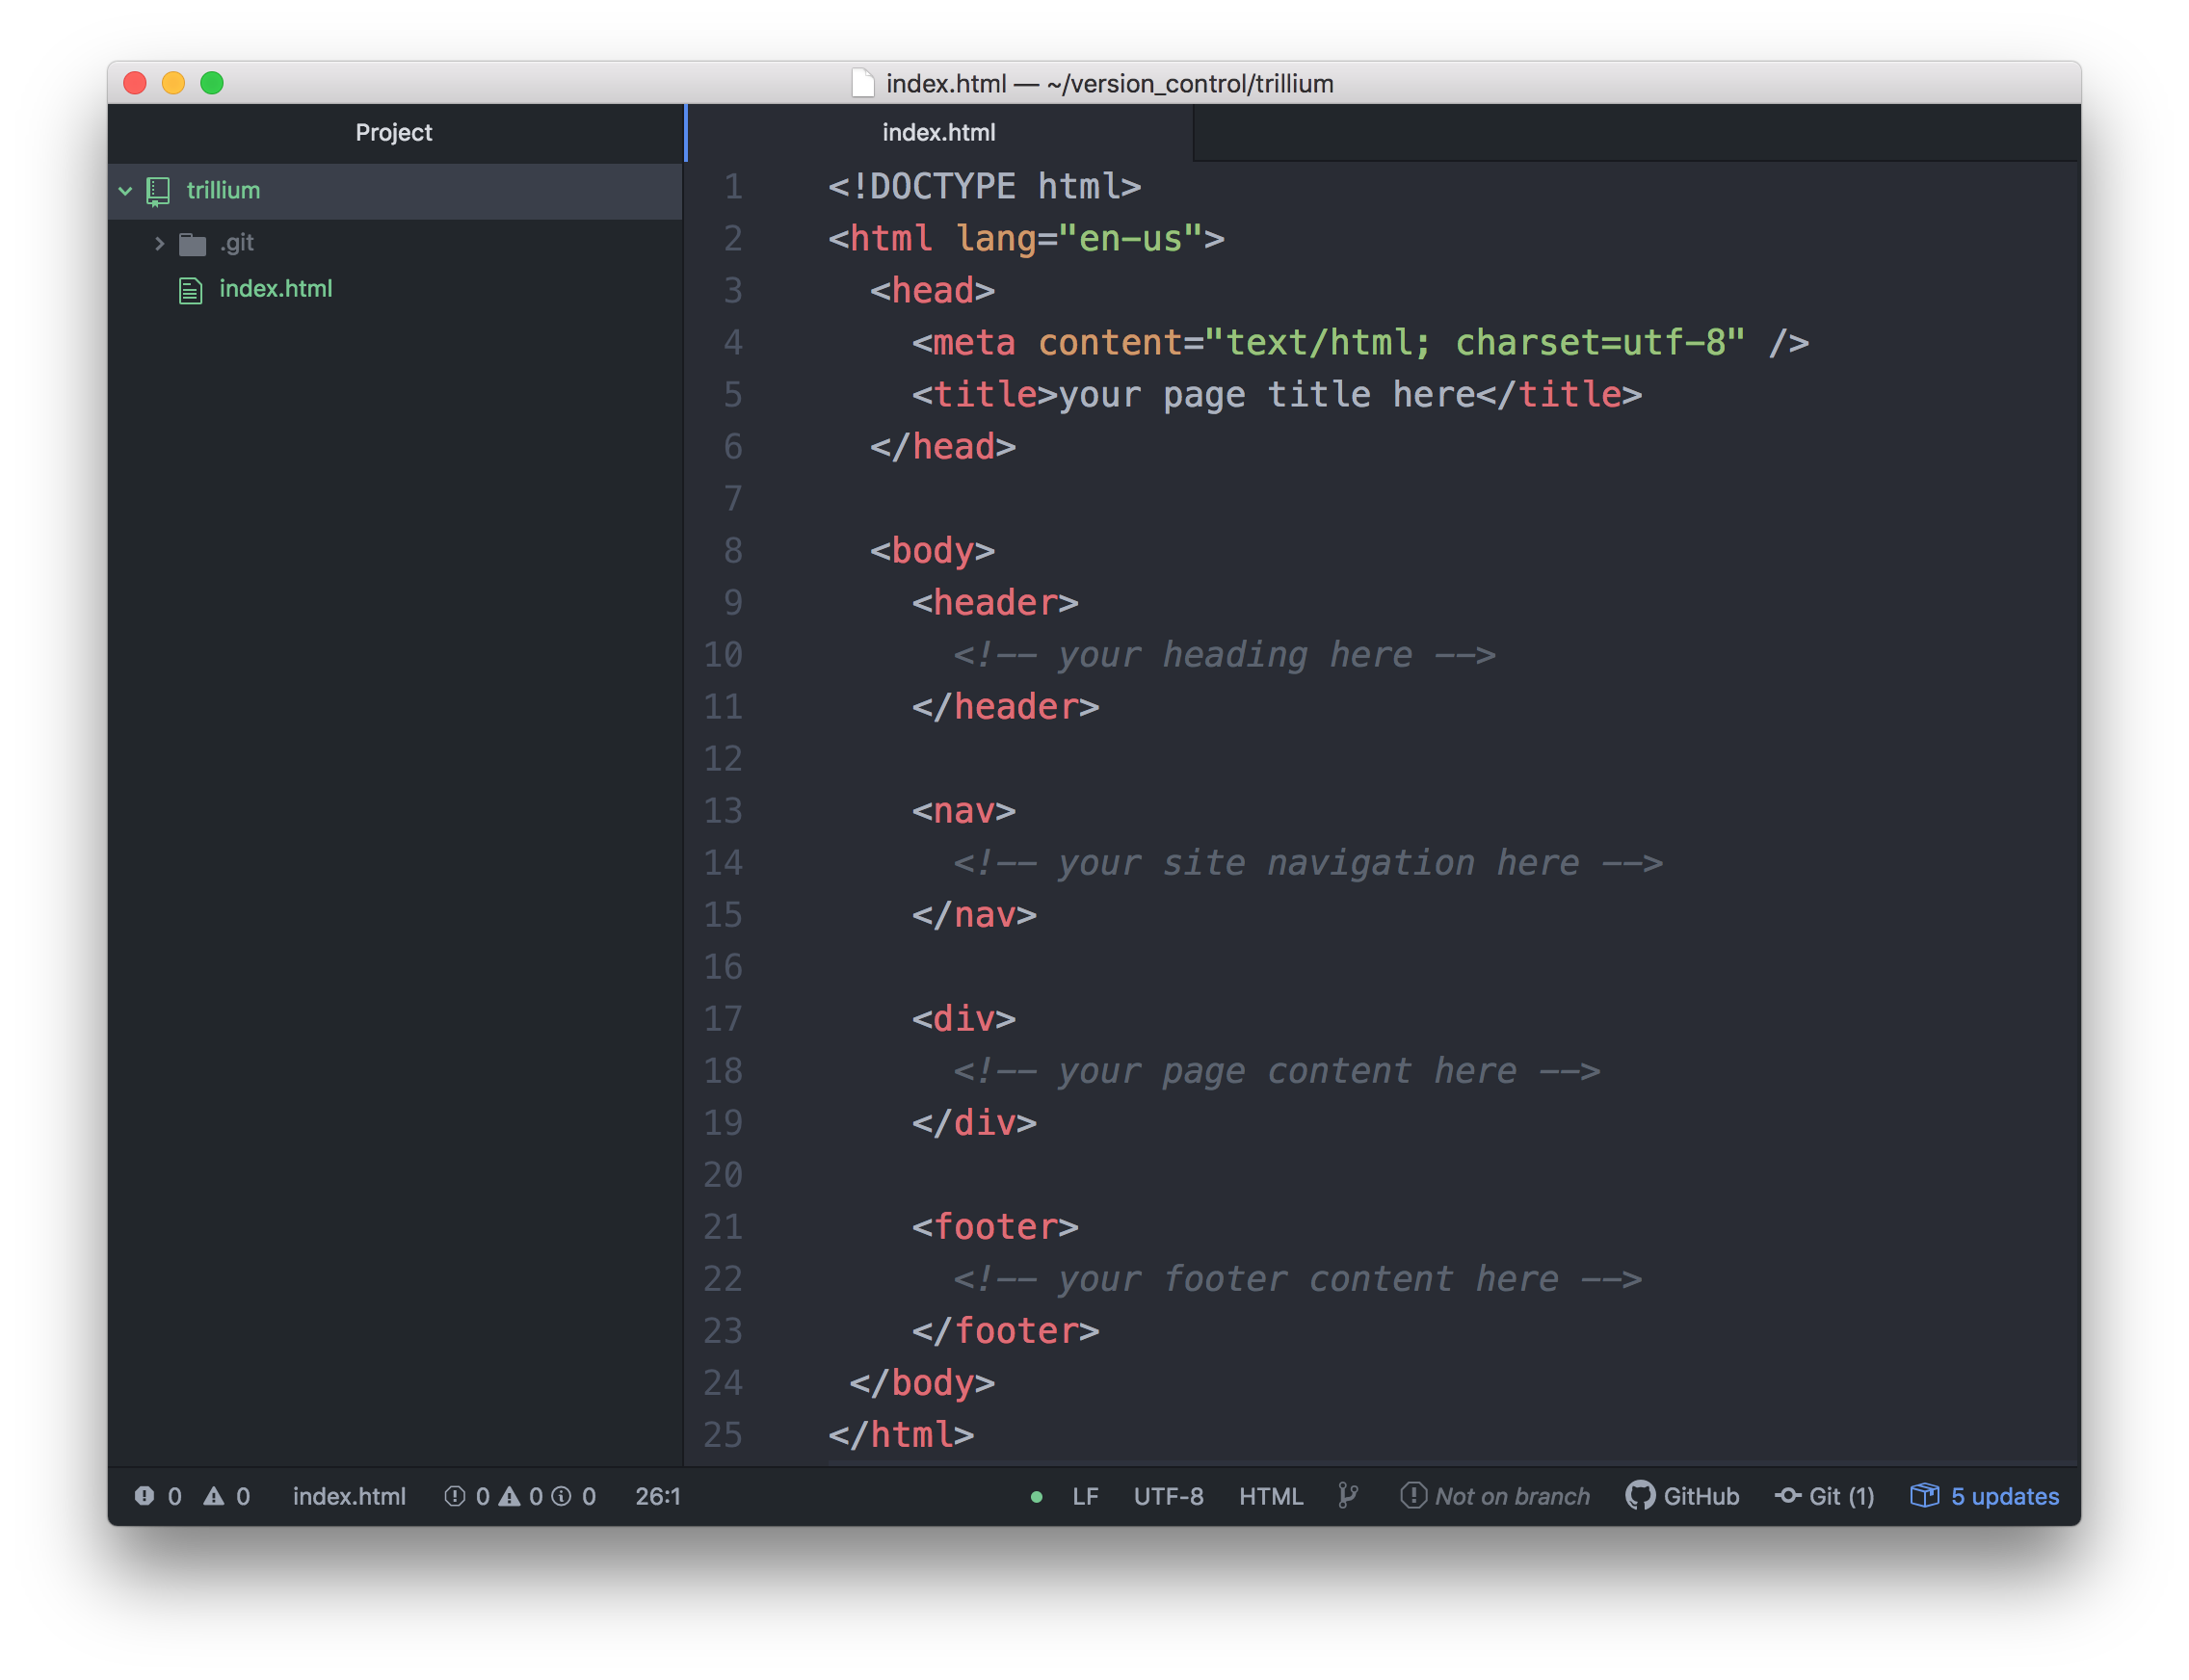 index.html — ~/version_control/trillium
Project
trillium
.git
index.html
index.html
1 <!DOCTYPE html>
2 <html lang="en-us">
3   <head>
4     <meta content="text/html; charset=utf-8" />
5     <title>your page title here</title>
6   </head>
7
8   <body>
9     <header>
10       <!-- your heading here -->
11     </header>
12
13     <nav>
14       <!-- your site navigation here -->
15     </nav>
16
17     <div>
18       <!-- your page content here -->
19     </div>
20
21     <footer>
22       <!-- your footer content here -->
23     </footer>
24  </body>
25 </html>
0 0 index.html 0 0 0 26:1 LF UTF-8 HTML Not on branch GitHub Git (1) 5 updates